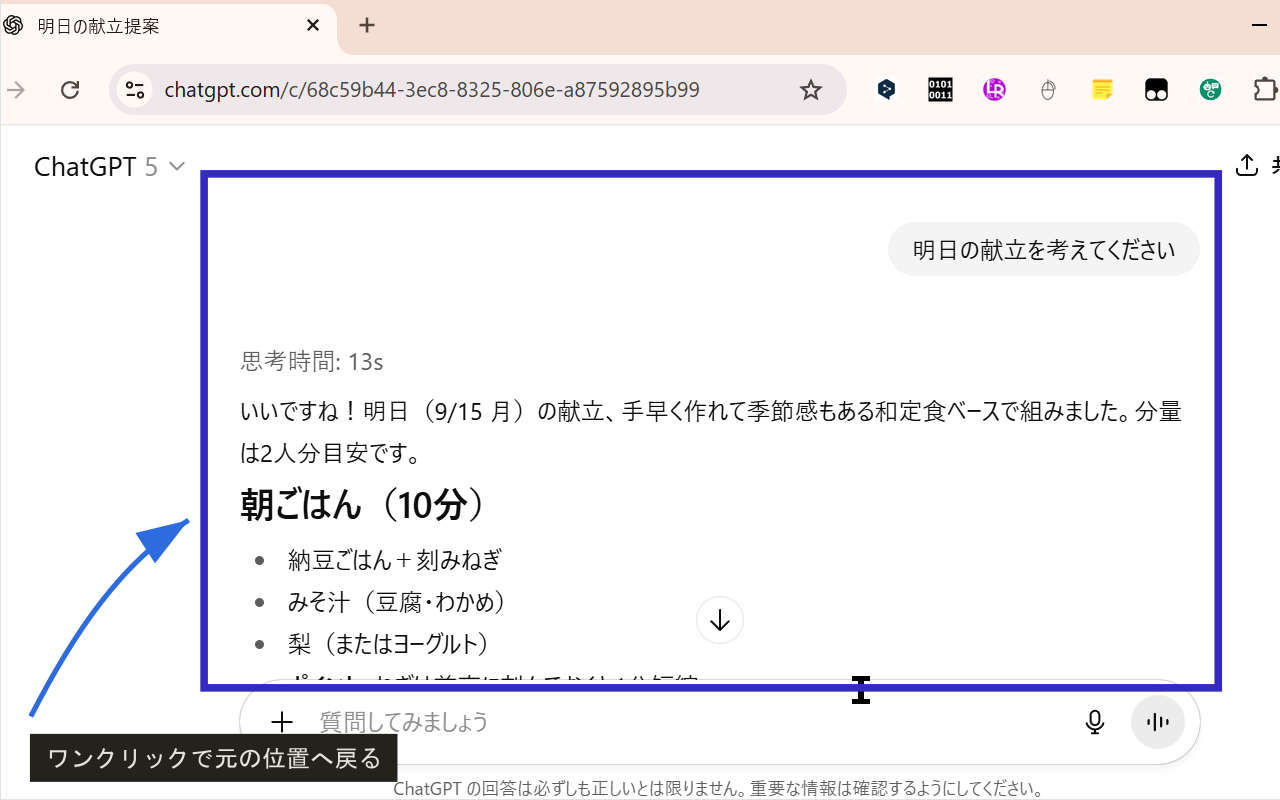 明日の献立提案
chatgpt.com/c/68c59b44-3ec8-8325-806e-a87592895b99
0101
0011
ChatGPT 5
明日の献立を考えてください
思考時間: 13s
いいですね！明日（9/15 月）の献立、手早く作れて季節感もある和定食ベースで組みました。分量
は2人分目安です。
朝ごはん（10分）
納豆ごはん＋刻みねぎ
みそ汁（豆腐・わかめ）
梨（またはヨーグルト）
質問してみましょう
ワンクリックで元の位置へ戻る
ChatGPT の回答は必ずしも正しいとは限りません。重要な情報は確認するようにしてください。